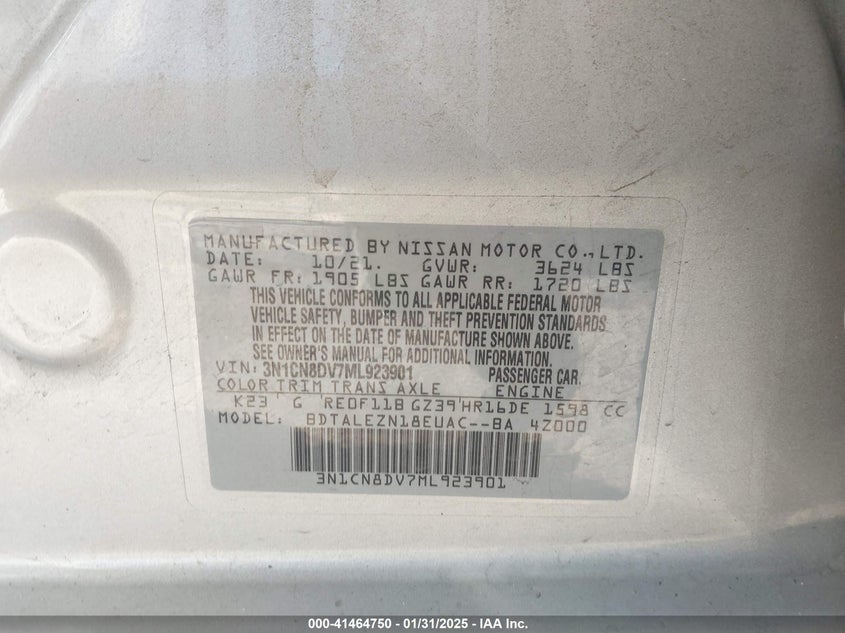 MANUFACTURED BY NISSAN MOTOR CO., LTD.
DATE: 10/21. GVWR: 3624 LBS
GAWR FR: 1905 LBS GAWR RR: 1720 LBS
THIS VEHICLE CONFORMS TO ALL APPLICABLE FEDERAL MOTOR
VEHICLE SAFETY, BUMPER AND THEFT PREVENTION STANDARDS
IN EFFECT ON THE DATE OF MANUFACTURE SHOWN ABOVE.
SEE OWNER'S MANUAL FOR ADDITIONAL INFORMATION.
VIN: 3N1CN8DV7ML923901 PASSENGER CAR.
COLOR TRIM TRANS AXLE ENGINE
K23 G RE0F11B GZ39 HR16DE 1598 CC
MODEL: BDTALEZN18EUAC--BA 4Z000
3N1CN8DV7ML923901
000-41464750 - 01/31/2025 - IAA Inc.